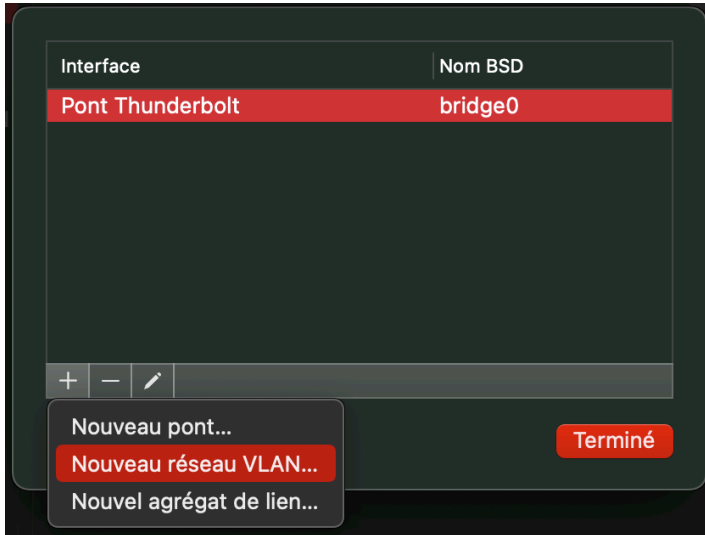 Interface Nom BSD
Pont Thunderbolt bridge0
Nouveau pont...
Nouveau réseau VLAN...
Nouvel agrégat de lien...
Terminé